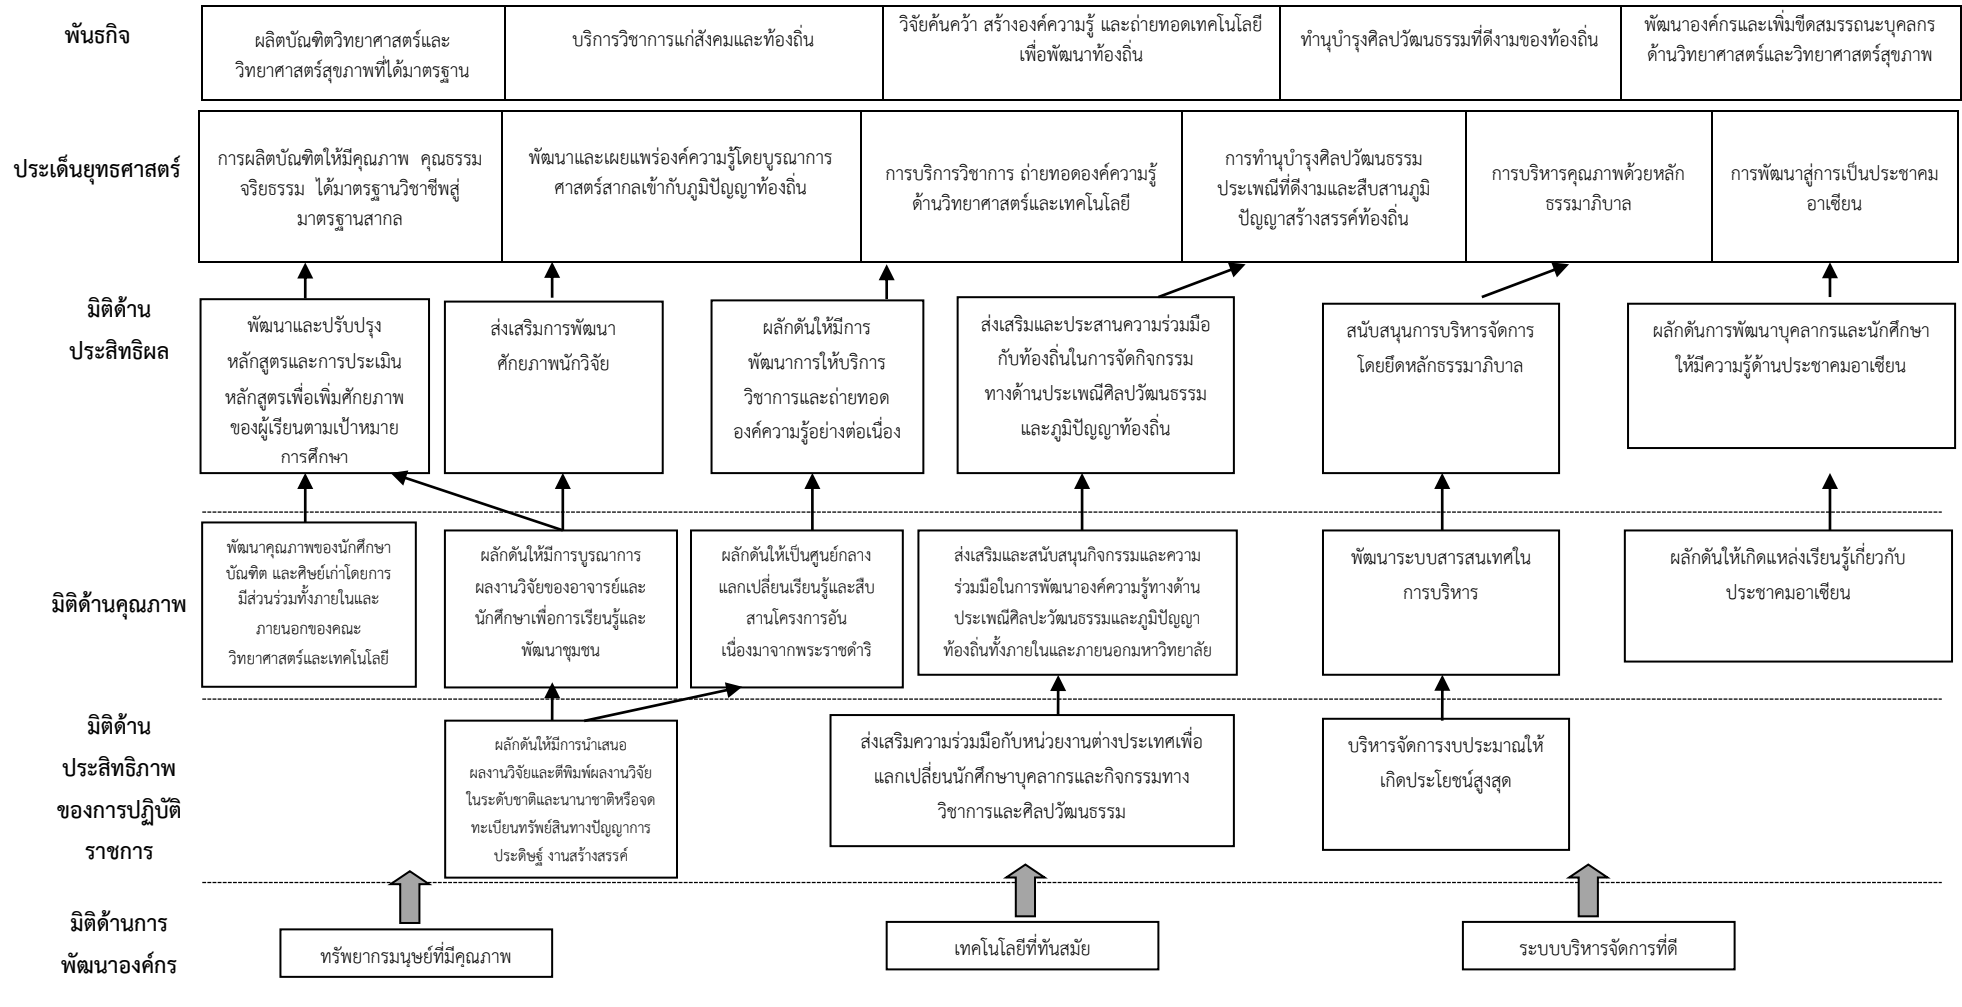 พันธกิจ
ผลิตบัณฑิตวิทยาศาสตร์และ
วิทยาศาสตร์สุขภาพที่ได้มาตรฐาน
บริการวิชาการแก่สังคมและท้องถิ่น
วิจัยค้นคว้า สร้างองค์ความรู้ และถ่ายทอดเทคโนโลยี
เพื่อพัฒนาท้องถิ่น
ทำนุบำรุงศิลปวัฒนธรรมที่ดีงามของท้องถิ่น
พัฒนาองค์กรและเพิ่มขีดสมรรถนะบุคลกร
ด้านวิทยาศาสตร์และวิทยาศาสตร์สุขภาพ
ประเด็นยุทธศาสตร์
การผลิตบัณฑิตให้มีคุณภาพ คุณธรรม
จริยธรรม ได้มาตรฐานวิชาชีพสู่
มาตรฐานสากล
พัฒนาและเผยแพร่องค์ความรู้โดยบูรณาการ
ศาสตร์สากลเข้ากับภูมิปัญญาท้องถิ่น
การบริการวิชาการ ถ่ายทอดองค์ความรู้
ด้านวิทยาศาสตร์และเทคโนโลยี
การทำนุบำรุงศิลปวัฒนธรรม
ประเพณีที่ดีงามและสืบสานภูมิ
ปัญญาสร้างสรรค์ท้องถิ่น
การบริหารคุณภาพด้วยหลัก
ธรรมาภิบาล
การพัฒนาสู่การเป็นประชาคม
อาเซียน
มิติด้าน
ประสิทธิผล
พัฒนาและปรับปรุง
หลักสูตรและการประเมิน
หลักสูตรเพื่อเพิ่มศักยภาพ
ของผู้เรียนตามเป้าหมาย
การศึกษา
ส่งเสริมการพัฒนา
ศักยภาพนักวิจัย
ผลักดันให้มีการ
พัฒนาการให้บริการ
วิชาการและถ่ายทอด
องค์ความรู้อย่างต่อเนื่อง
ส่งเสริมและประสานความร่วมมือ
กับท้องถิ่นในการจัดกิจกรรม
ทางด้านประเพณีศิลปวัฒนธรรม
และภูมิปัญญาท้องถิ่น
สนับสนุนการบริหารจัดการ
โดยยึดหลักธรรมาภิบาล
ผลักดันการพัฒนาบุคลากรและนักศึกษา
ให้มีความรู้ด้านประชาคมอาเซียน
มิติด้านคุณภาพ
พัฒนาคุณภาพของนักศึกษา
บัณฑิต และศิษย์เก่าโดยการ
มีส่วนร่วมทั้งภายในและ
ภายนอกของคณะ
วิทยาศาสตร์และเทคโนโลยี
ผลักดันให้มีการบูรณาการ
ผลงานวิจัยของอาจารย์และ
นักศึกษาเพื่อการเรียนรู้และ
พัฒนาชุมชน
ผลักดันให้เป็นศูนย์กลาง
แลกเปลี่ยนเรียนรู้และสืบ
สานโครงการอัน
เนื่องมาจากพระราชดำริ
ส่งเสริมและสนับสนุนกิจกรรมและความ
ร่วมมือในการพัฒนาองค์ความรู้ทางด้าน
ประเพณีศิลปะวัฒนธรรมและภูมิปัญญา
ท้องถิ่นทั้งภายในและภายนอกมหาวิทยาลัย
พัฒนาระบบสารสนเทศใน
การบริหาร
ผลักดันให้เกิดแหล่งเรียนรู้เกี่ยวกับ
ประชาคมอาเซียน
มิติด้าน
ประสิทธิภาพ
ของการปฏิบัติ
ราชการ
ผลักดันให้มีการนำเสนอ
ผลงานวิจัยและตีพิมพ์ผลงานวิจัย
ในระดับชาติและนานาชาติหรือจด
ทะเบียนทรัพย์สินทางปัญญาการ
ประดิษฐ์ งานสร้างสรรค์
ส่งเสริมความร่วมมือกับหน่วยงานต่างประเทศเพื่อ
แลกเปลี่ยนนักศึกษาบุคลากรและกิจกรรมทาง
วิชาการและศิลปวัฒนธรรม
บริหารจัดการงบประมาณให้
เกิดประโยชน์สูงสุด
มิติด้านการ
พัฒนาองค์กร
ทรัพยากรมนุษย์ที่มีคุณภาพ
เทคโนโลยีที่ทันสมัย
ระบบบริหารจัดการที่ดี